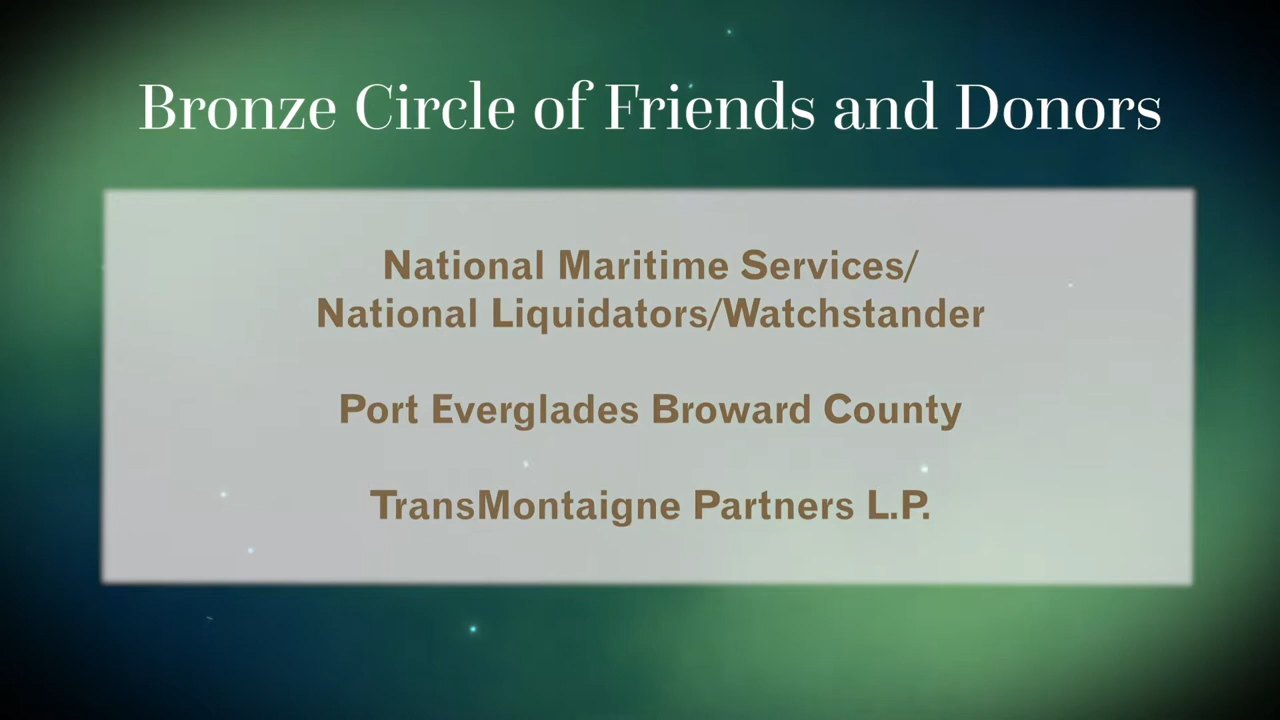 Bronze Circle of Friends and Donors
National Maritime Services/
National Liquidators/Watchstander
Port Everglades Broward County
TransMontaigne Partners L.P.